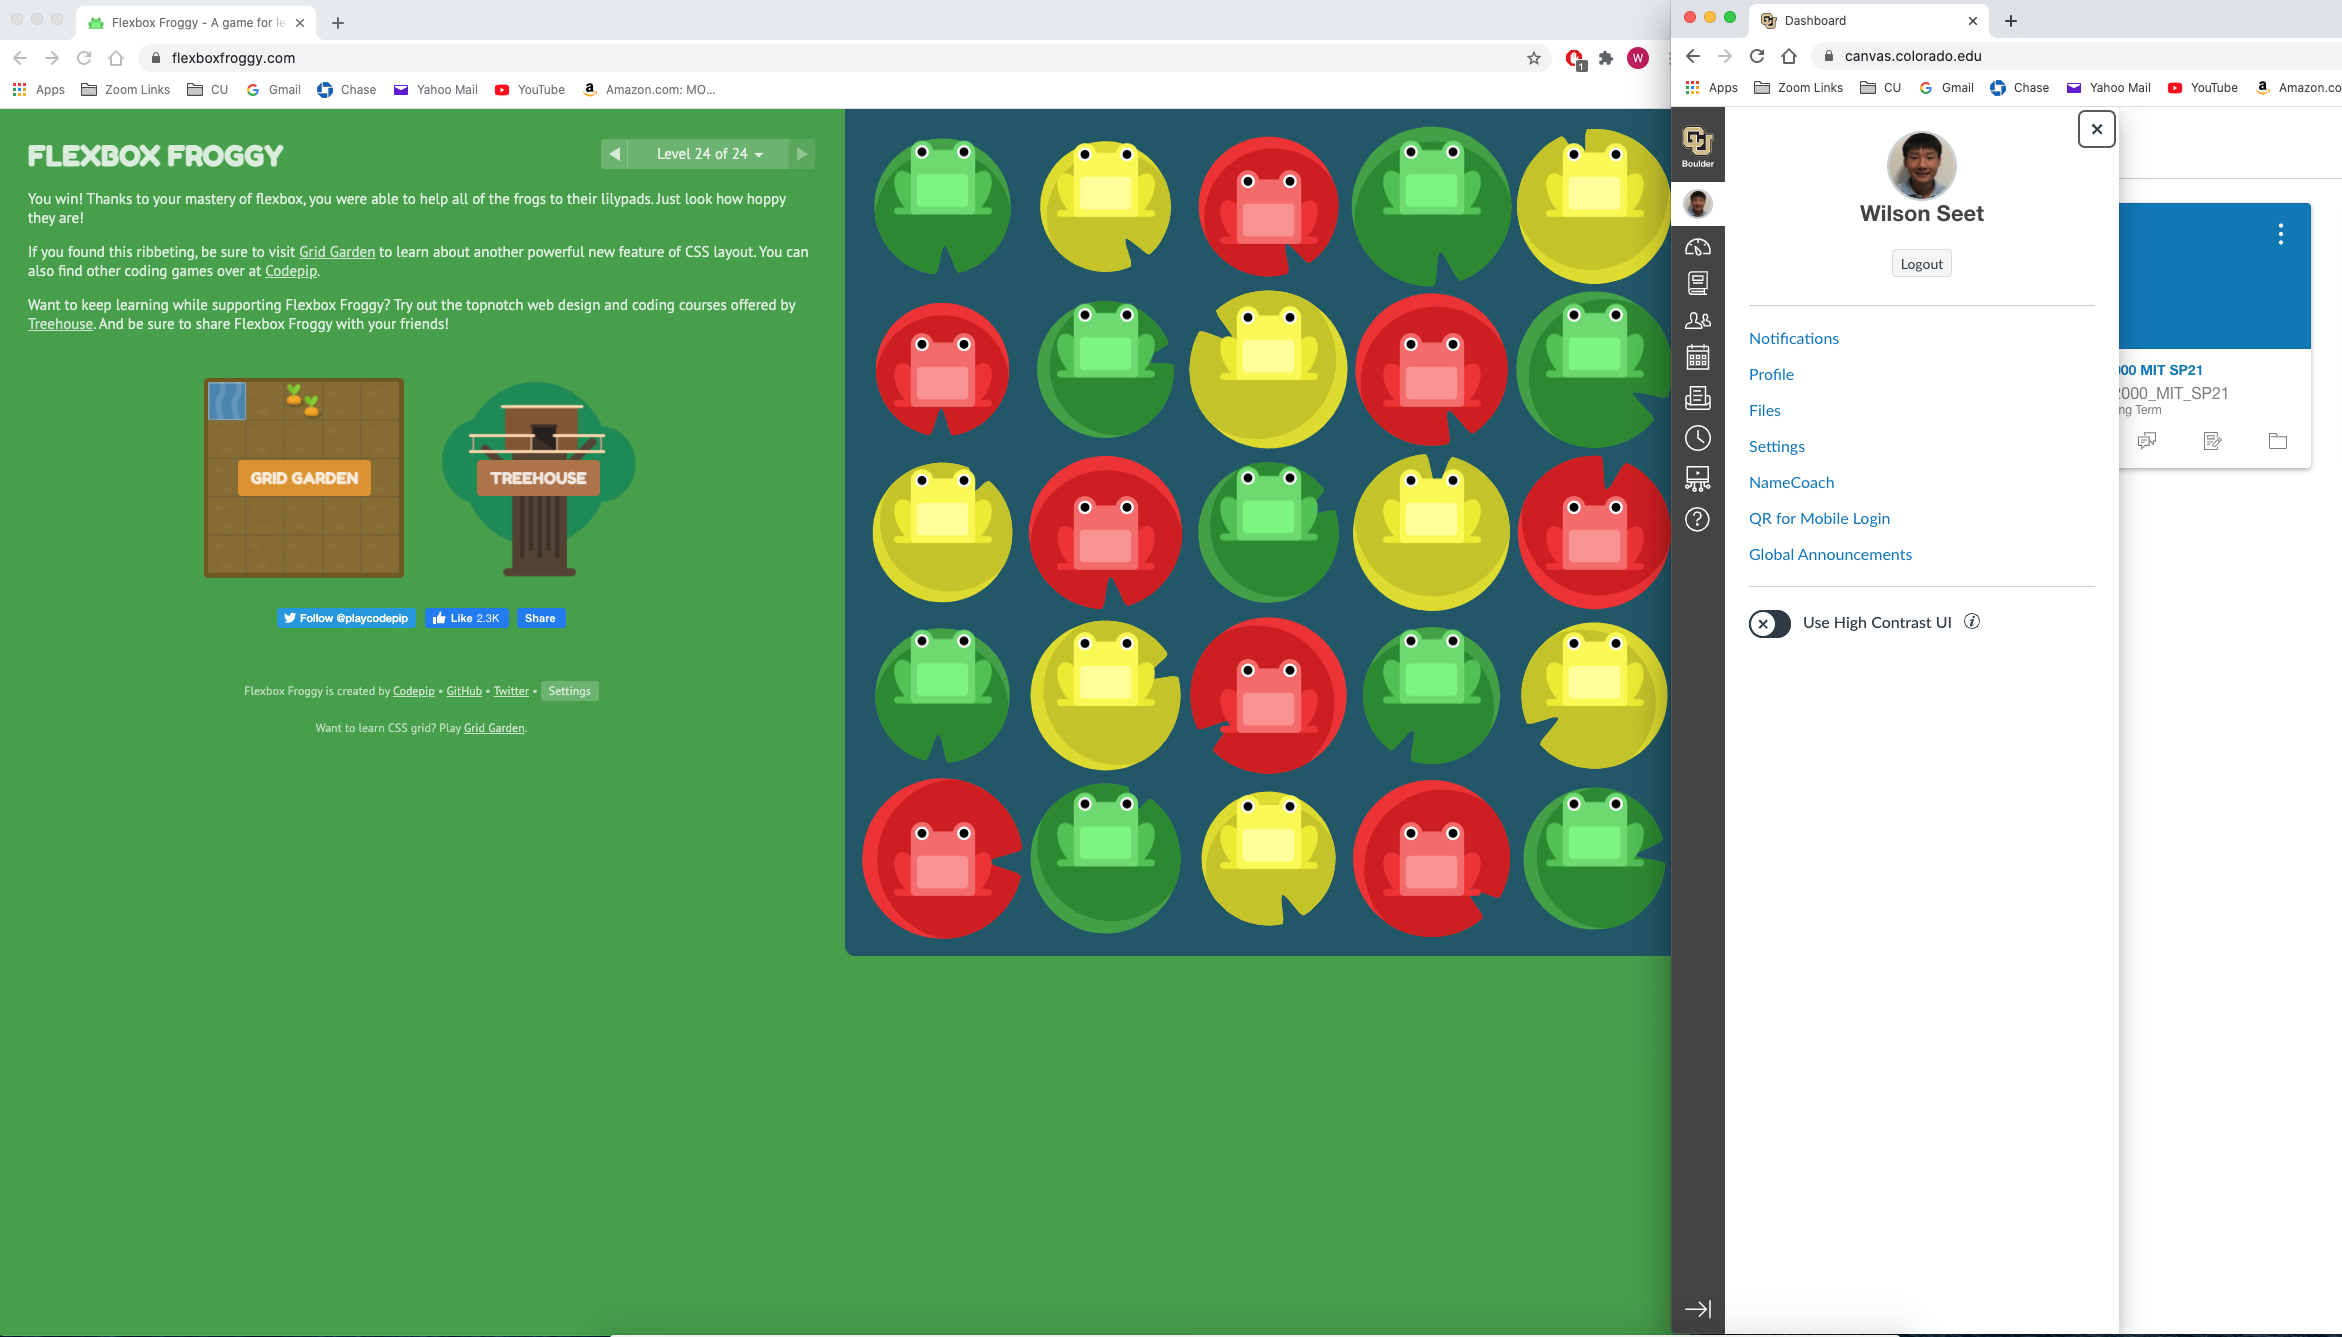 Flexbox Froggy - A game for le
flexboxfroggy.com
1
W
Apps Zoom Links CU Gmail Chase Yahoo Mail YouTube Amazon.com: MO...
FLEXBOX FROGGY
Level 24 of 24
You win! Thanks to your mastery of flexbox, you were able to help all of the frogs to their lilypads. Just look how hoppy
they are!
If you found this ribbeting, be sure to visit Grid Garden to learn about another powerful new feature of CSS layout. You can
also find other coding games over at Codepip.
Want to keep learning while supporting Flexbox Froggy? Try out the topnotch web design and coding courses offered by
Treehouse. And be sure to share Flexbox Froggy with your friends!
GRID GARDEN
TREEHOUSE
Follow @playcodepip
Like 2.3K
Share
Flexbox Froggy is created by Codepip • GitHub • Twitter • Settings
Want to learn CSS grid? Play Grid Garden.
Dashboard
canvas.colorado.edu
Apps Zoom Links CU Gmail Chase Yahoo Mail YouTube Amazon.co
CU
Boulder
Wilson Seet
Logout
Notifications
Profile
Files
Settings
NameCoach
QR for Mobile Login
Global Announcements
Use High Contrast UI
00 MIT SP21
2000_MIT_SP21
ng Term